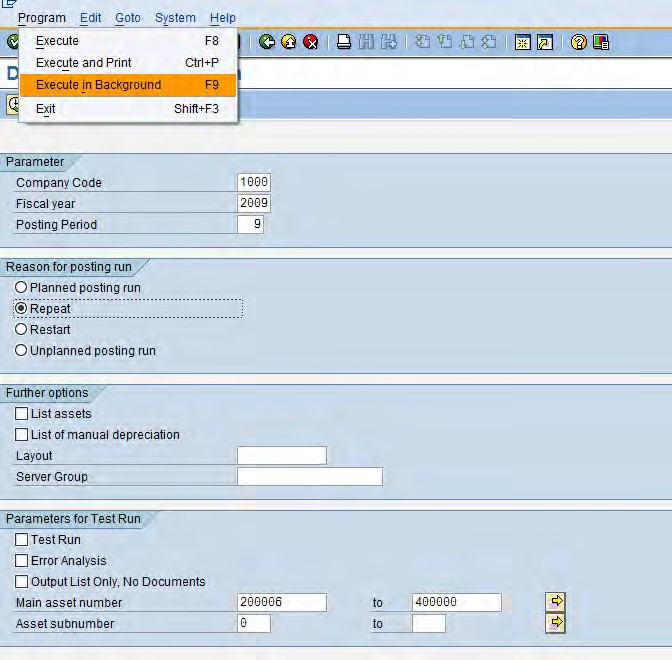 Program Edit Goto System Help
Execute F8
Execute and Print Ctrl+P
D
Execute in Background F9
Exit Shift+F3
Parameter
Company Code 1000
Fiscal year 2009
Posting Period 9
Reason for posting run
Planned posting run
Repeat
Restart
Unplanned posting run
Further options
List assets
List of manual depreciation
Layout
Server Group
Parameters for Test Run
Test Run
Error Analysis
Output List Only, No Documents
Main asset number 200006 to 400000
Asset subnumber 0 to